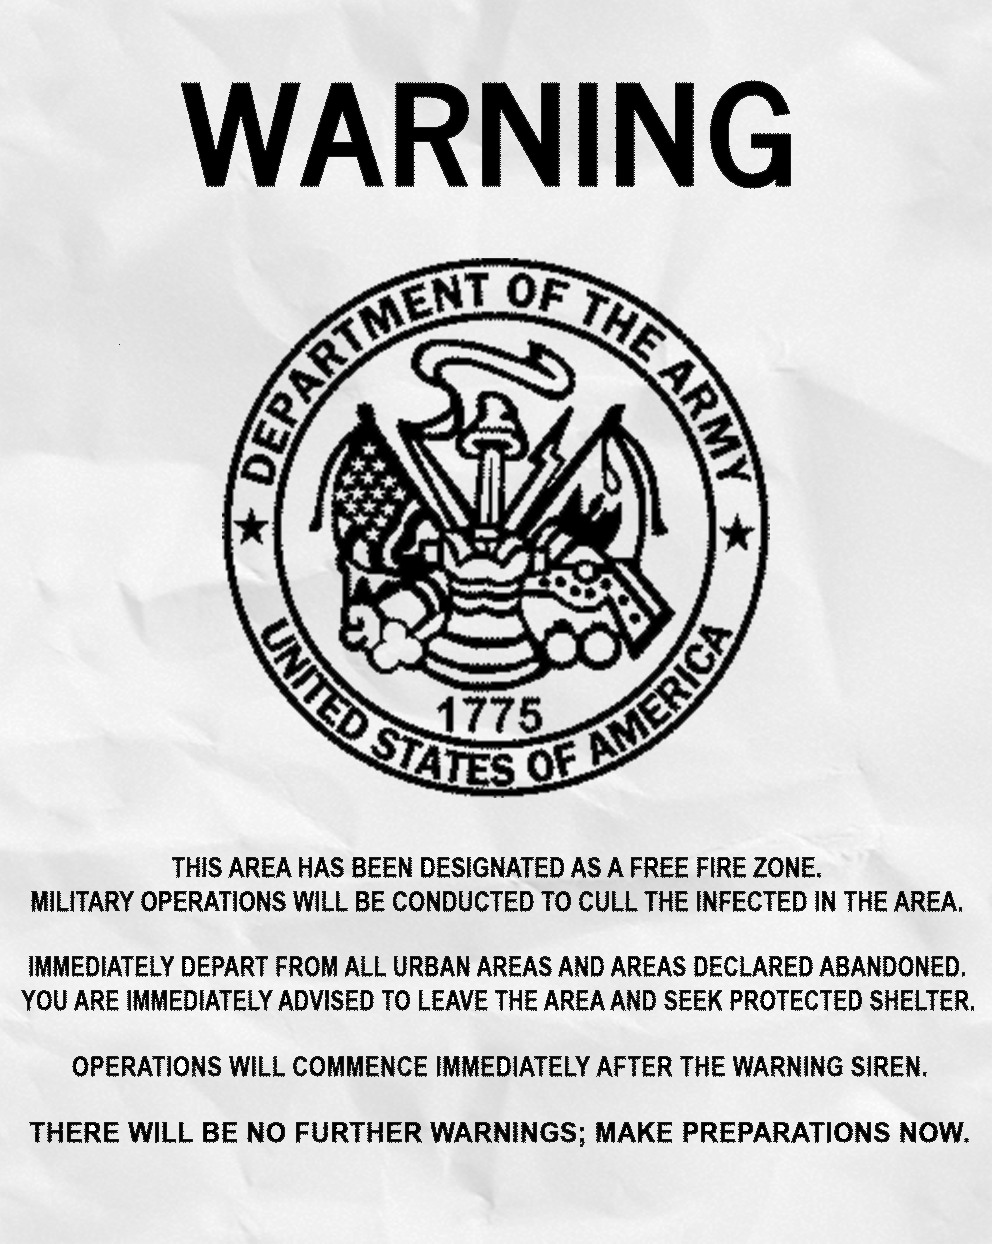 WARNING
DEPARTMENT OF THE ARMY
1775
UNITED STATES OF AMERICA
THIS AREA HAS BEEN DESIGNATED AS A FREE FIRE ZONE.
MILITARY OPERATIONS WILL BE CONDUCTED TO CULL THE INFECTED IN THE AREA.
IMMEDIATELY DEPART FROM ALL URBAN AREAS AND AREAS DECLARED ABANDONED.
YOU ARE IMMEDIATELY ADVISED TO LEAVE THE AREA AND SEEK PROTECTED SHELTER.
OPERATIONS WILL COMMENCE IMMEDIATELY AFTER THE WARNING SIREN.
THERE WILL BE NO FURTHER WARNINGS; MAKE PREPARATIONS NOW.